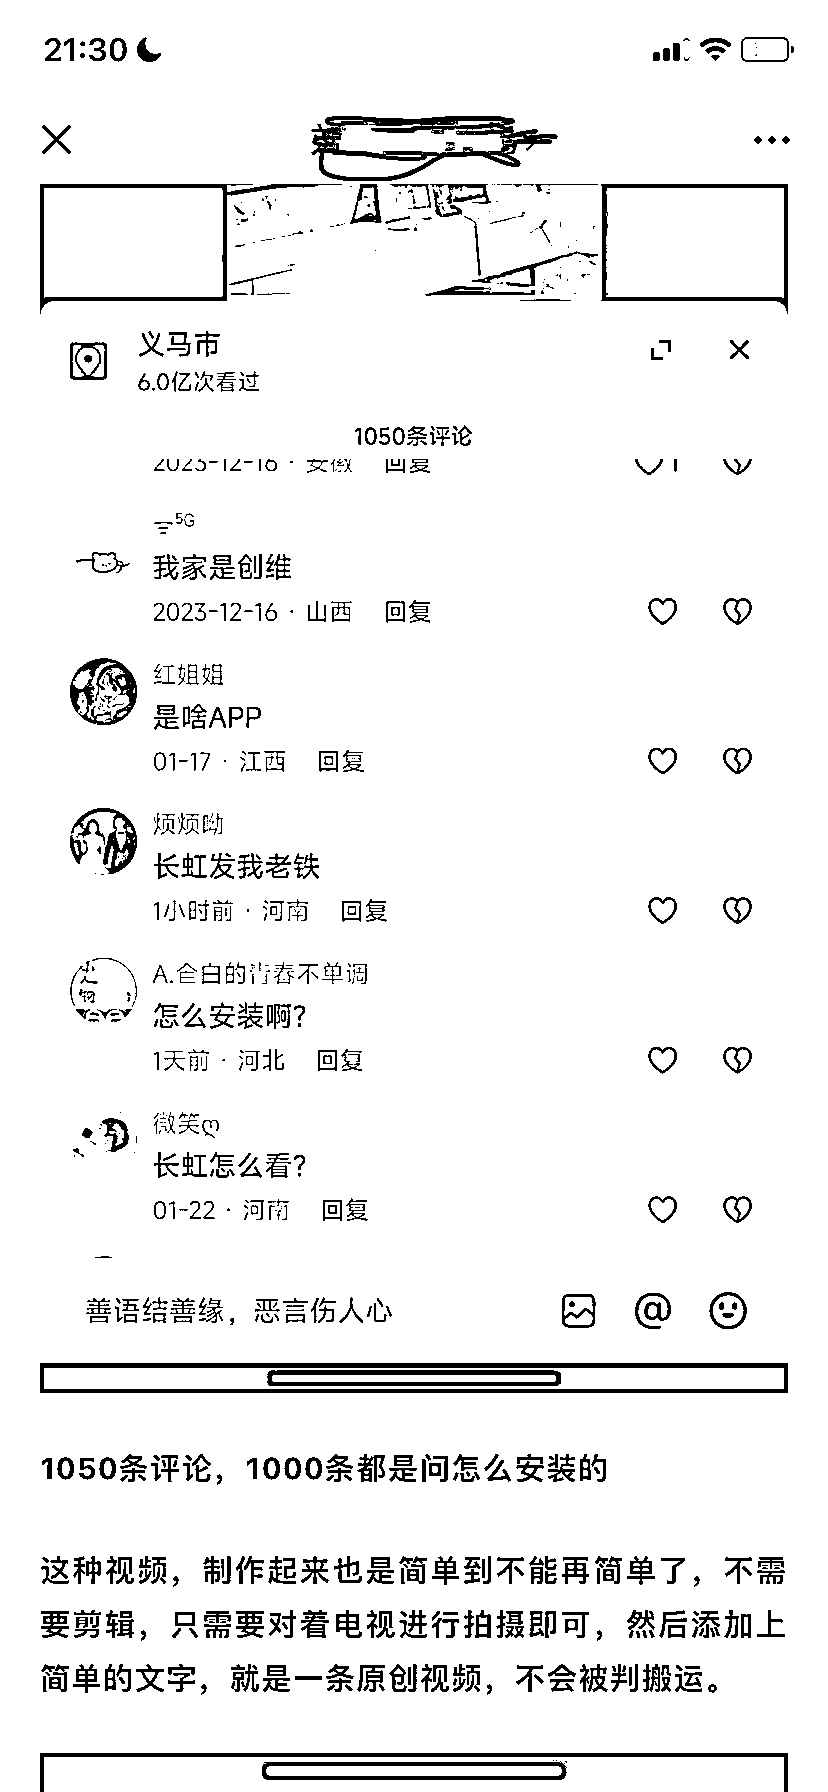 21:30
义马市
6.0亿次看过
1050条评论
2023-12-16 · 安徽 回复 1
5G
我家是创维
2023-12-16 · 山西 回复
红姐姐
是啥APP
01-17 · 江西 回复
烦烦呦
长虹发我老铁
1小时前 · 河南 回复
A.
怎么安装啊?
1天前 · 河北 回复
微笑ღ
长虹怎么看?
01-22 · 河南 回复
善语结善缘，恶言伤人心
1050条评论，1000条都是问怎么安装的
这种视频，制作起来也是简单到不能再简单了，不需
要剪辑，只需要对着电视进行拍摄即可，然后添加上
简单的文字，就是一条原创视频，不会被判搬运。